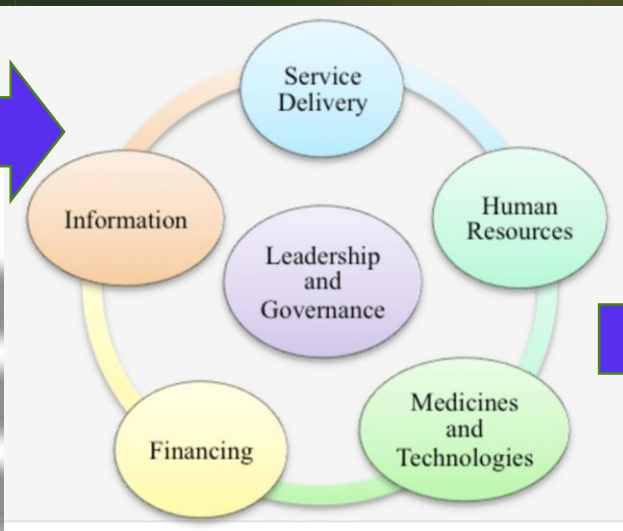 Service
Delivery
Human
Resources
Information
Leadership
and
Governance
Medicines
and
Technologies
Financing